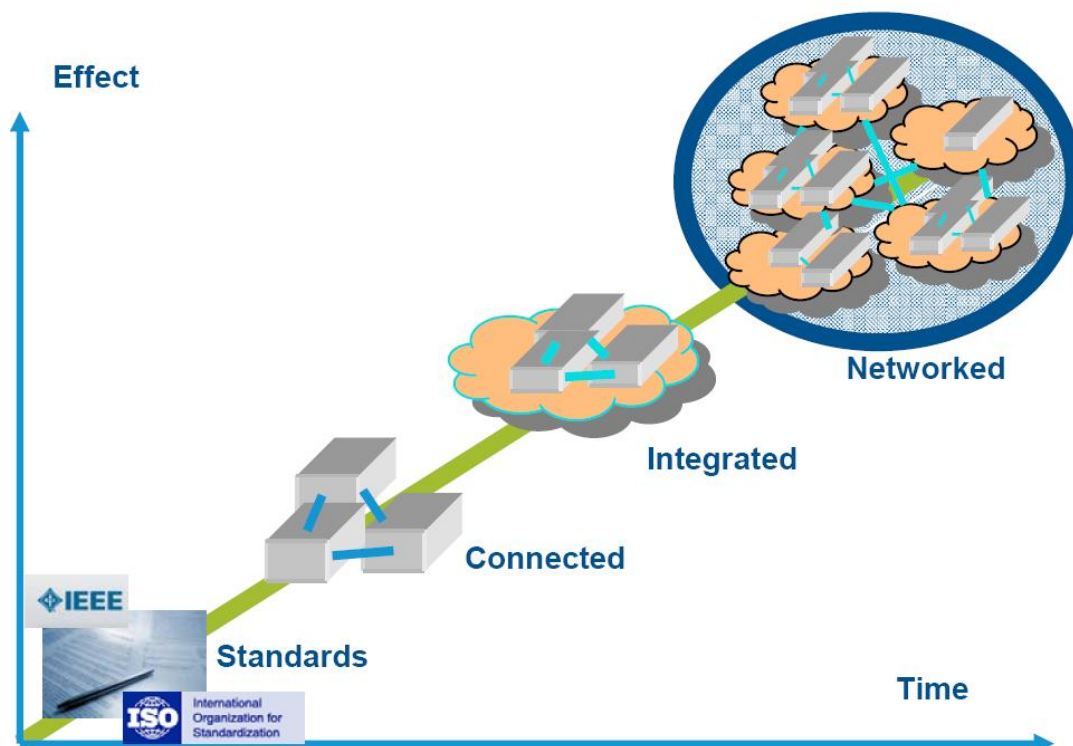 Effect
Networked
Integrated
Connected
IEEE
Standards
ISO
International
Organization for
Standardization
Time